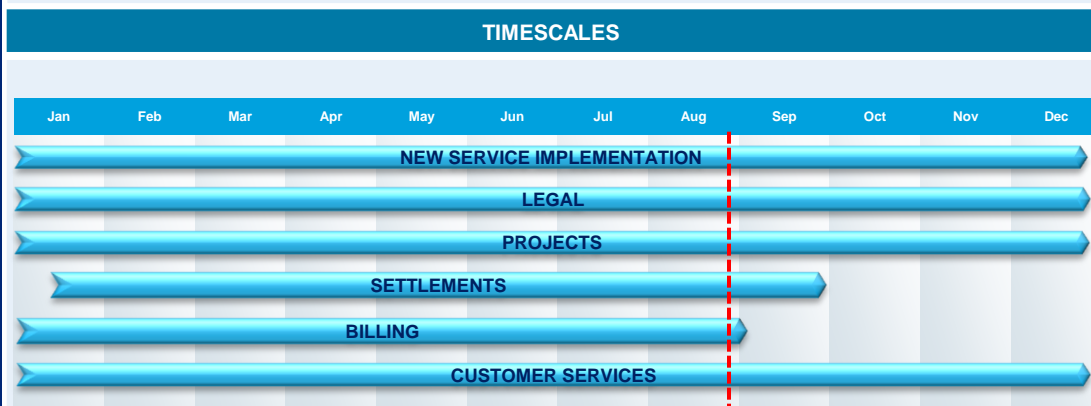 TIMESCALES
Jan Feb Mar Apr May Jun Jul Aug Sep Oct Nov Dec
NEW SERVICE IMPLEMENTATION
LEGAL
PROJECTS
SETTLEMENTS
BILLING
CUSTOMER SERVICES